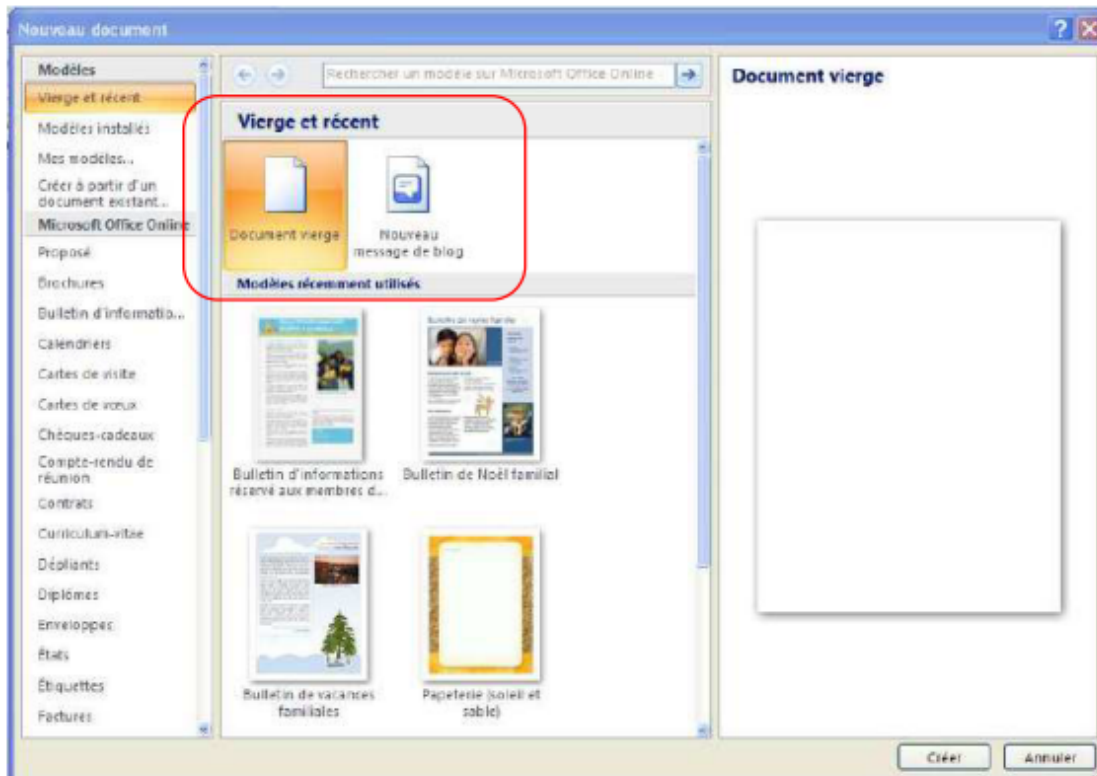 Nouveau document
Modèles
Vierge et récent
Modèles installés
Mes modèles...
Créer à partir d'un
document existant...
Microsoft Office Online
Proposé
Brochures
Bulletin d'informatio...
Calendriers
Cartes de visite
Cartes de vœux
Chèques-cadeaux
Compte-rendu de
réunion
Contrats
Curriculum-vitae
Dépliants
Diplômes
Enveloppes
États
Étiquettes
Factures
Rechercher un modèle sur Microsoft Office Online
Vierge et récent
Document vierge
Nouveau
message de blog
Modèles récemment utilisés
Bulletin d'informations
réservé aux membres d...
Bulletin de Noël familial
Bulletin de vacances
familiales
Papeterie (soleil et
sable)
Document vierge
Créer
Annuler